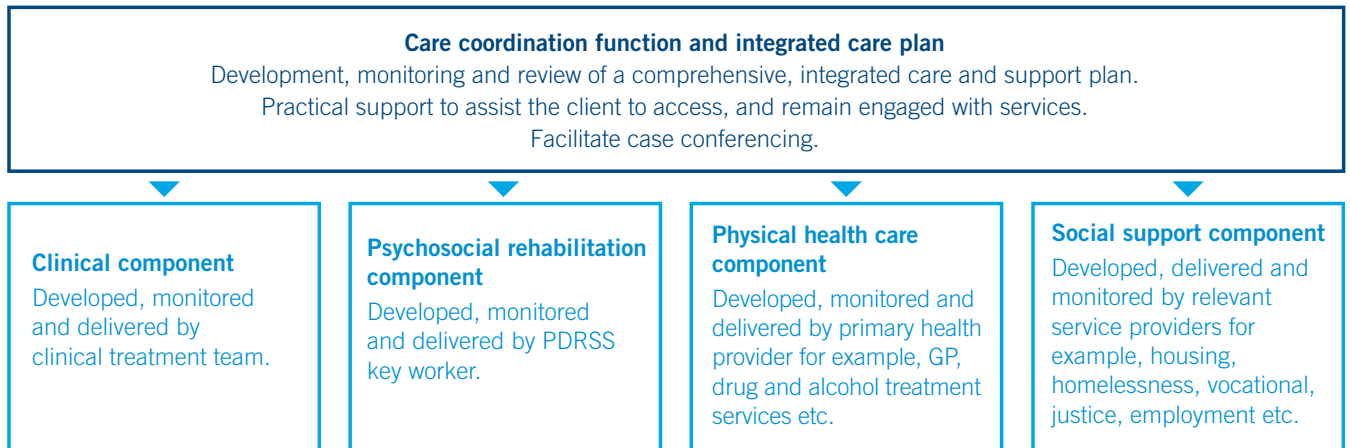 Care coordination function and integrated care plan
Development, monitoring and review of a comprehensive, integrated care and support plan.
Practical support to assist the client to access, and remain engaged with services.
Facilitate case conferencing.
Clinical component
Developed, monitored
and delivered by
clinical treatment team.
Psychosocial rehabilitation
component
Developed, monitored
and delivered by PDRSS
key worker.
Physical health care
component
Developed, monitored and
delivered by primary health
provider for example, GP,
drug and alcohol treatment
services etc.
Social support component
Developed, delivered and
monitored by relevant
service providers for
example, housing,
homelessness, vocational,
justice, employment etc.